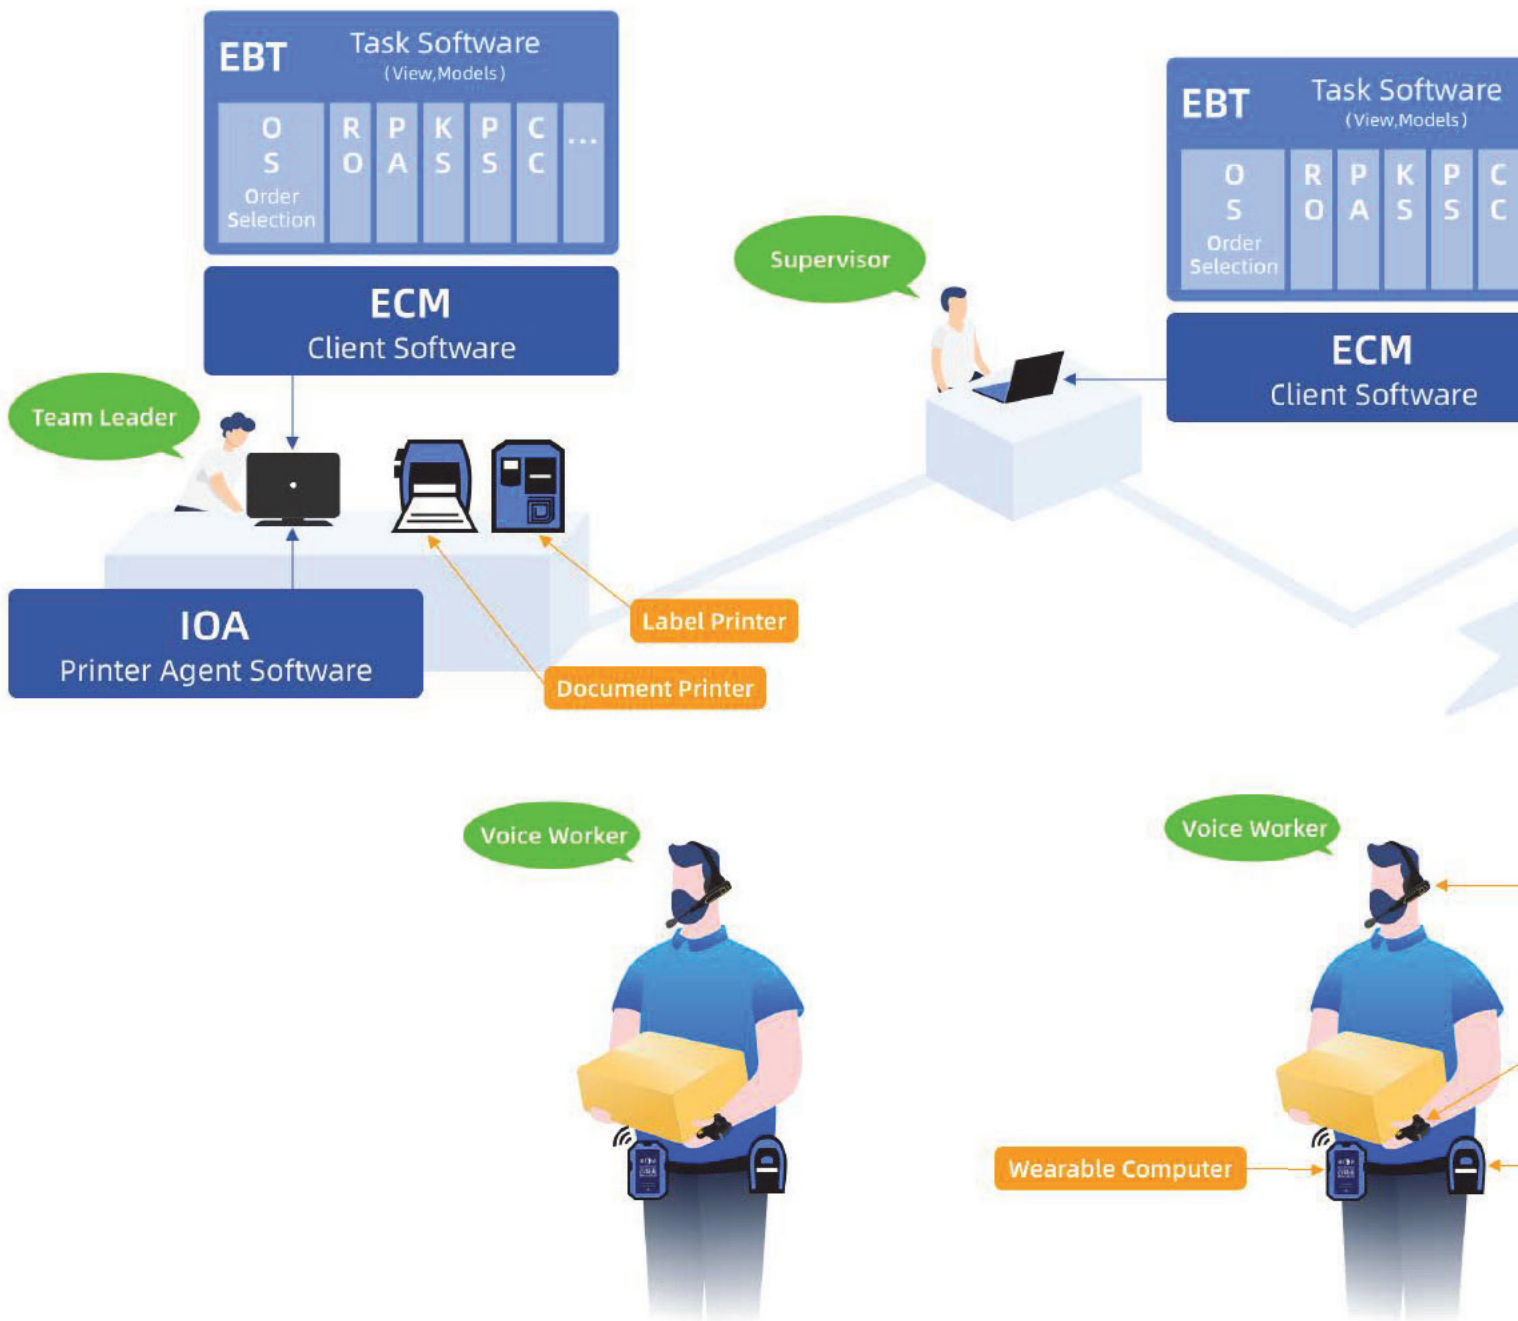 EBT
Task Software
(View,Models)
O
S
Order
Selection
R
O
P
A
K
S
P
S
C
C
...
ECM
Client Software
Team Leader
IOA
Printer Agent Software
Label Printer
Document Printer
Supervisor
EBT
Task Software
(View,Models)
O
S
Order
Selection
R
O
P
A
K
S
P
S
C
C
ECM
Client Software
Voice Worker
Voice Worker
Wearable Computer